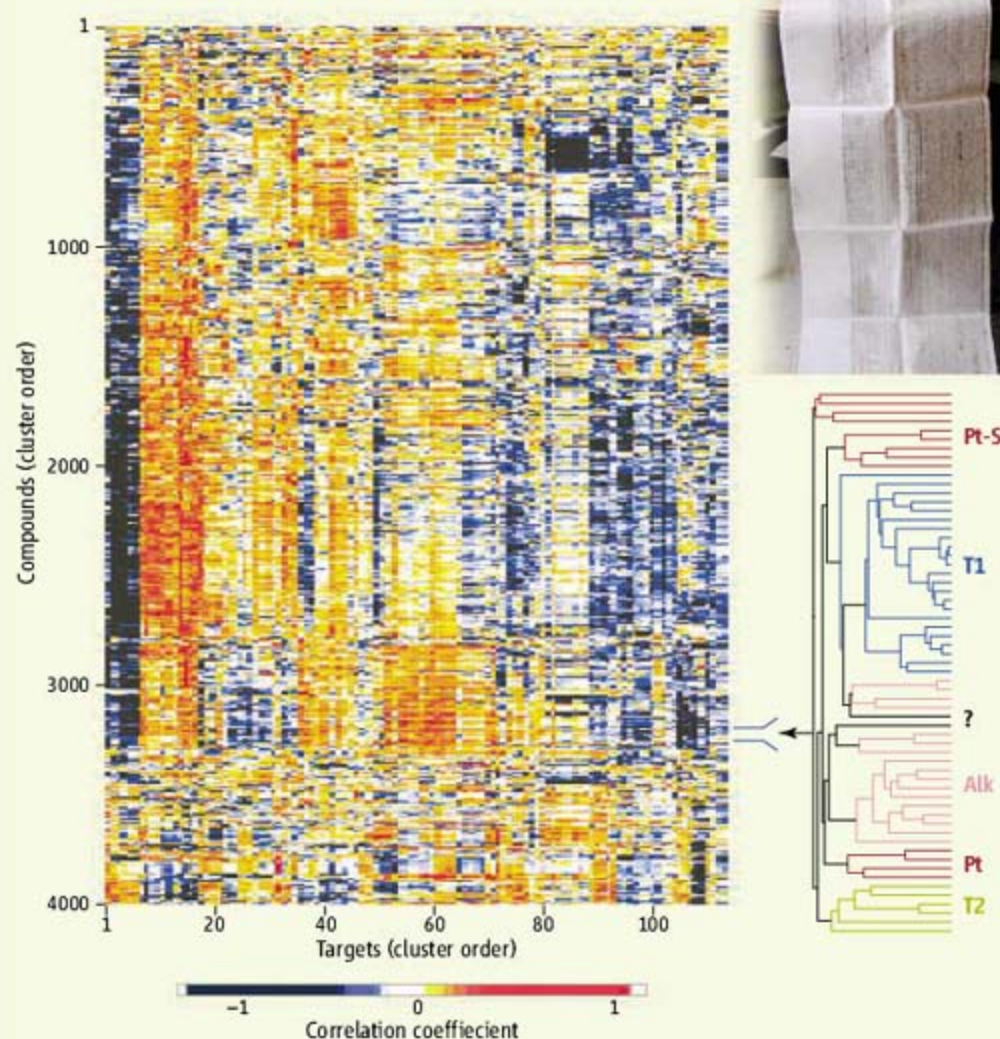 1
1000
2000
3000
4000
Compounds (cluster order)
1 20 40 60 80 100
Targets (cluster order)
−1 0 1
Correlation coeffiecient
Pt-S
T1
?
Alk
Pt
T2